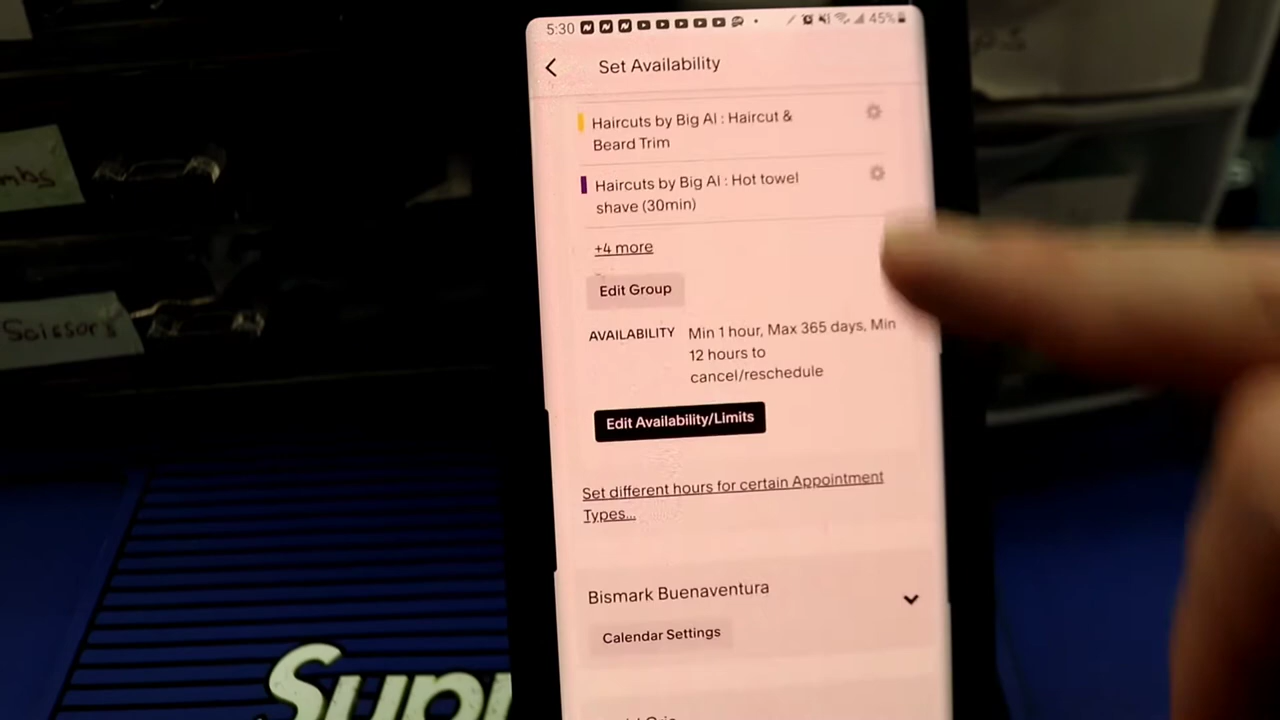 5:30
45%
Set Availability
Haircuts by Big Al : Haircut &
Beard Trim
Haircuts by Big Al : Hot towel
shave (30min)
+4 more
Edit Group
AVAILABILITY Min 1 hour, Max 365 days, Min
12 hours to
cancel/reschedule
Edit Availability/Limits
Set different hours for certain Appointment
Types...
Bismark Buenaventura
Calendar Settings
Scissors
Supr